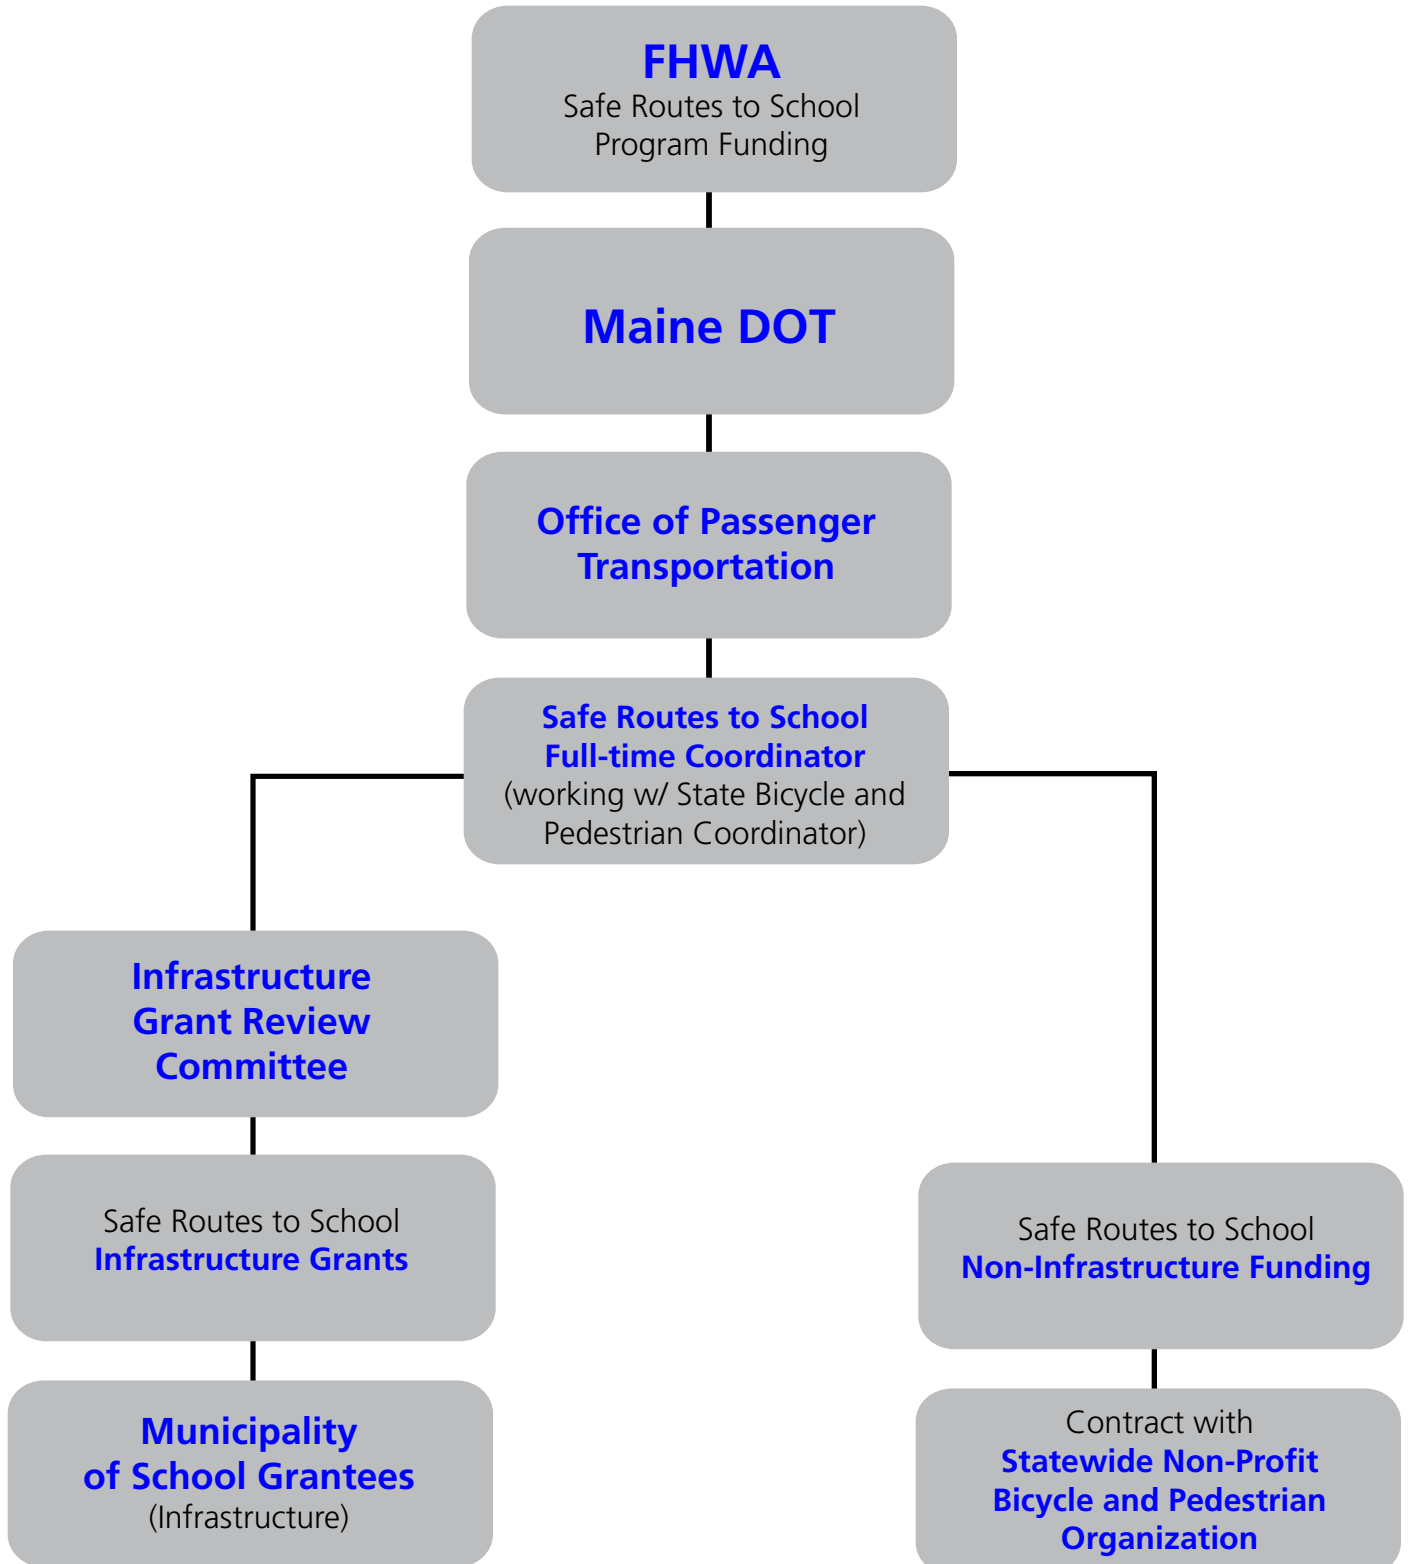 FHWA
Safe Routes to School
Program Funding
Maine DOT
Office of Passenger
Transportation
Safe Routes to School
Full-time Coordinator
(working w/ State Bicycle and
Pedestrian Coordinator)
Infrastructure
Grant Review
Committee
Safe Routes to School
Infrastructure Grants
Municipality
of School Grantees
(Infrastructure)
Safe Routes to School
Non-Infrastructure Funding
Contract with
Statewide Non-Profit
Bicycle and Pedestrian
Organization